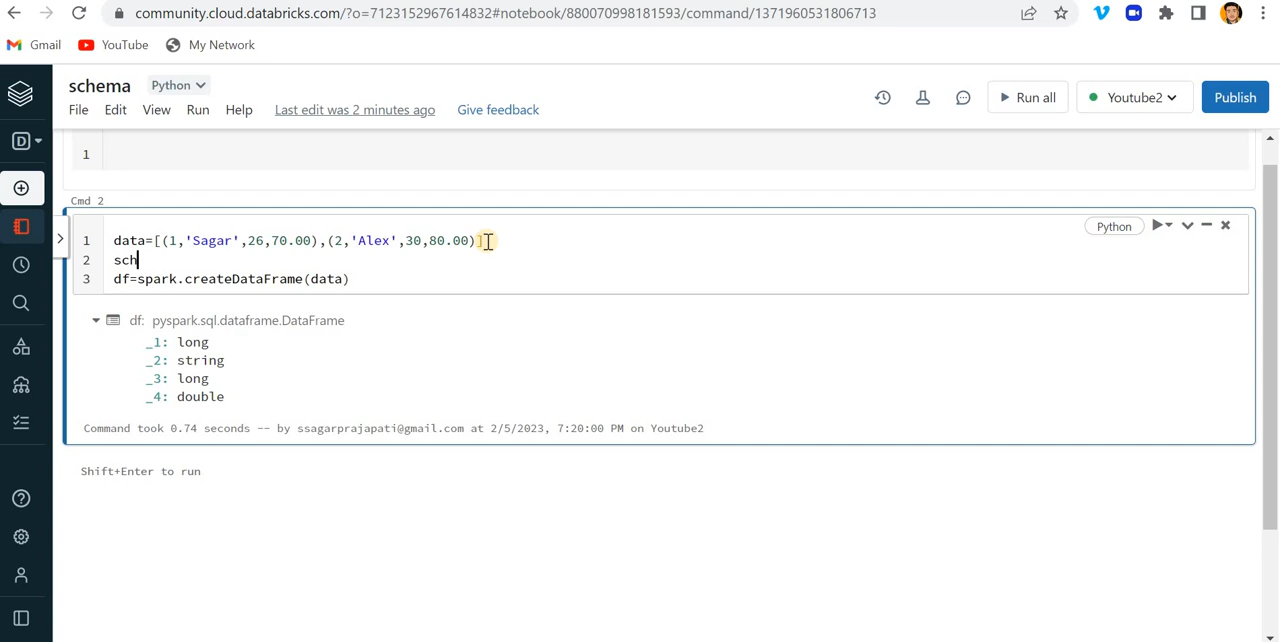 community.cloud.databricks.com/?o=7123152967614832#notebook/880070998181593/command/1371960531806713
Gmail YouTube My Network
schema Python
File Edit View Run Help Last edit was 2 minutes ago Give feedback
Run all Youtube2 Publish
D
1
Cmd 2
Python
1 data=[(1,'Sagar',26,70.00),(2,'Alex',30,80.00)]
2 sch
3 df=spark.createDataFrame(data)
df: pyspark.sql.dataframe.DataFrame
_1: long
_2: string
_3: long
_4: double
Command took 0.74 seconds -- by ssagarprajapati@gmail.com at 2/5/2023, 7:20:00 PM on Youtube2
Shift+Enter to run